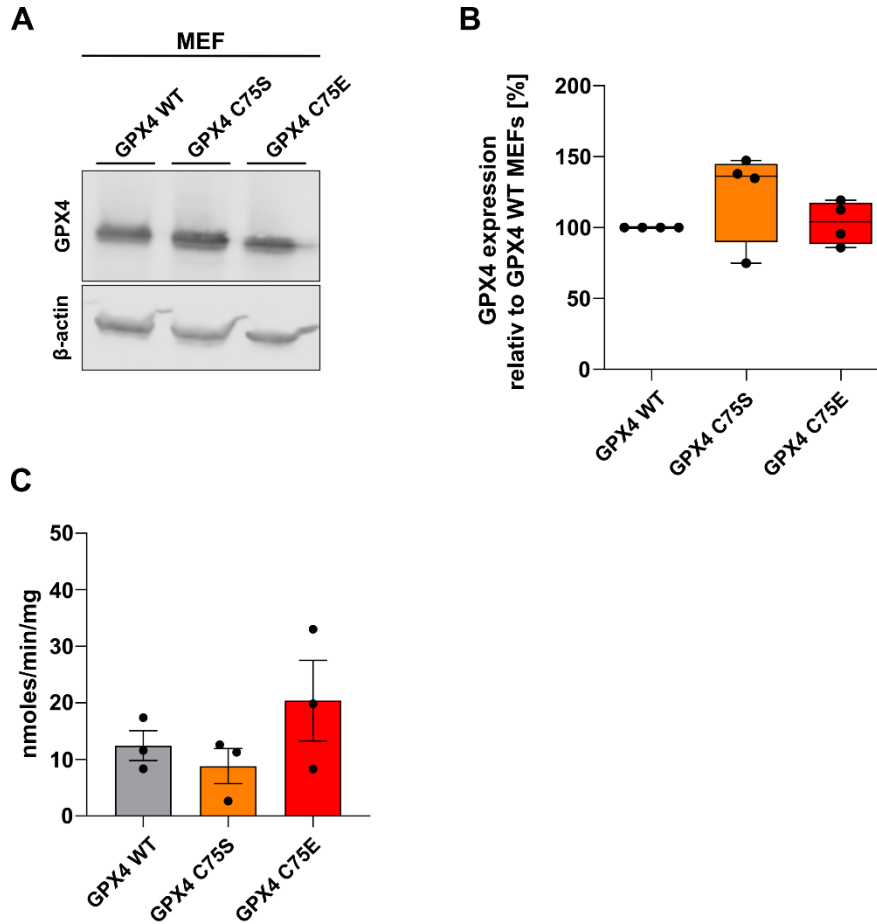 A
MEF
GPX4 WT
GPX4 C75S
GPX4 C75E
GPX4
β-actin
B
GPX4 expression
relativ to GPX4 WT MEFs [%]
200
150
100
50
0
GPX4 WT
GPX4 C75S
GPX4 C75E
C
nmoles/min/mg
50
40
30
20
10
0
GPX4 WT
GPX4 C75S
GPX4 C75E